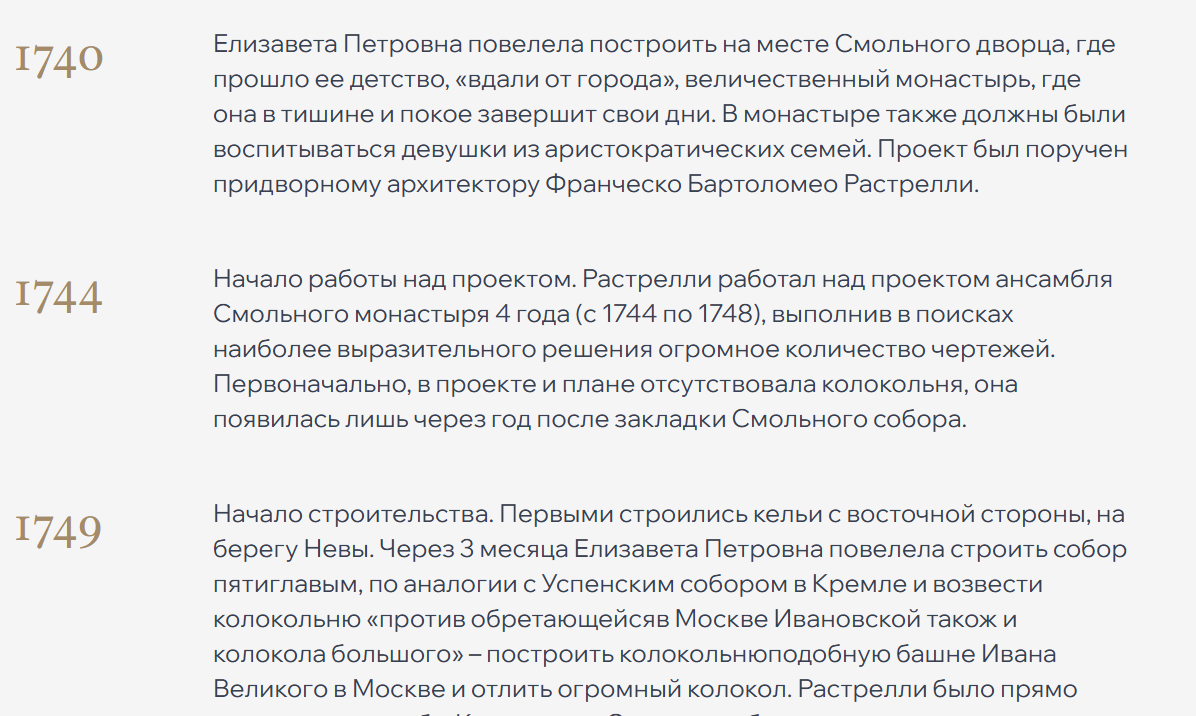 1740
Елизавета Петровна повелела построить на месте Смольного дворца, где
прошло ее детство, «вдали от города», величественный монастырь, где
она в тишине и покое завершит свои дни. В монастыре также должны были
воспитываться девушки из аристократических семей. Проект был поручен
придворному архитектору Франческо Бартоломео Растрелли.
1744
Начало работы над проектом. Растрелли работал над проектом ансамбля
Смольного монастыря 4 года (с 1744 по 1748), выполнив в поисках
наиболее выразительного решения огромное количество чертежей.
Первоначально, в проекте и плане отсутствовала колокольня, она
появилась лишь через год после закладки Смольного собора.
1749
Начало строительства. Первыми строились кельи с восточной стороны, на
берегу Невы. Через 3 месяца Елизавета Петровна повелела строить собор
пятиглавым, по аналогии с Успенским собором в Кремле и возвести
колокольню «против обретающейсяв Москве Ивановской також и
колокола большого» – построить колокольнюподобную башне Ивана
Великого в Москве и отлить огромный колокол. Растрелли было прямо